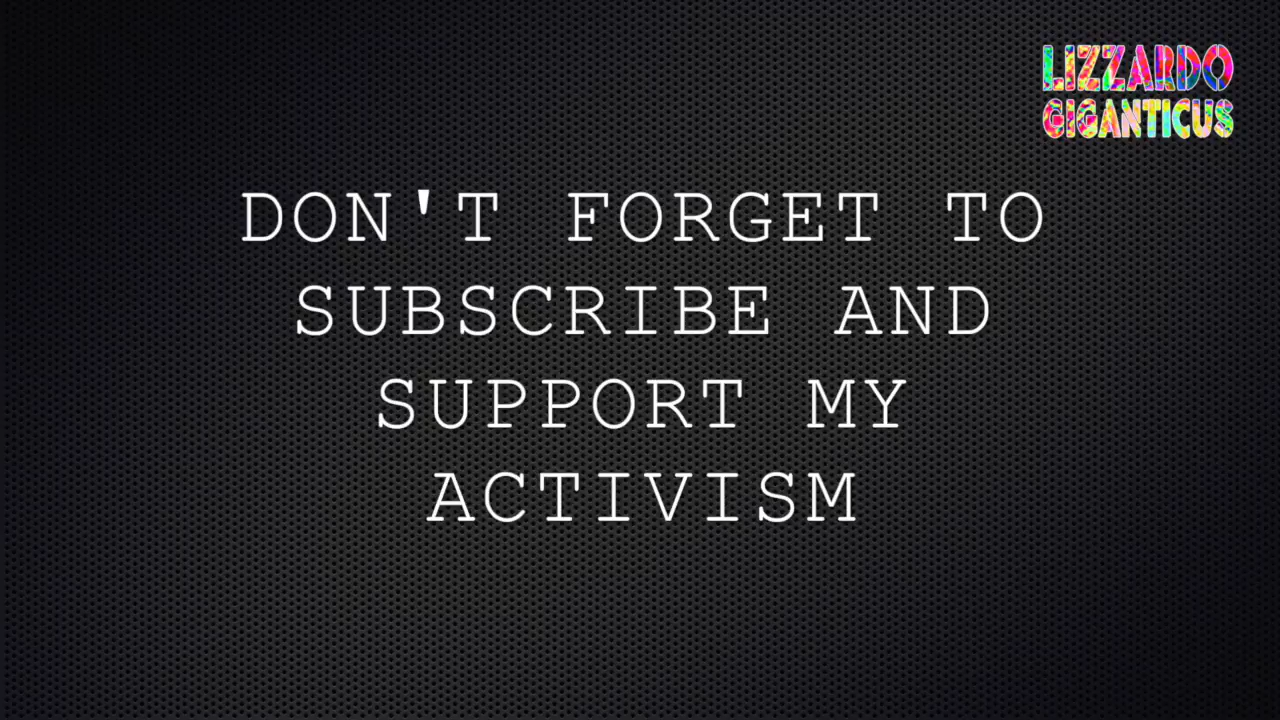 LIZZARDO
GIGANTICUS
DON'T FORGET TO
SUBSCRIBE AND
SUPPORT MY
ACTIVISM